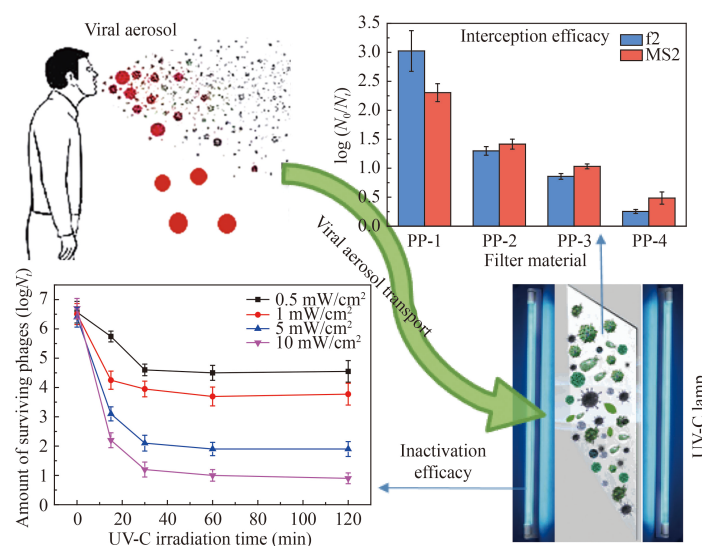 Viral aerosol
Interception efficacy
f2
MS2
log (N₀/Nₜ)
3.5
3.0
2.5
2.0
1.5
1.0
0.5
0.0
PP-1 PP-2 PP-3 PP-4
Filter material
Viral aerosol transport
Amount of surviving phages (logNₜ)
7
6
5
4
3
2
1
0
0.5 mW/cm²
1 mW/cm²
5 mW/cm²
10 mW/cm²
0 20 40 60 80 100 120
UV-C irradiation time (min)
Inactivation
efficacy
UV-C lamp